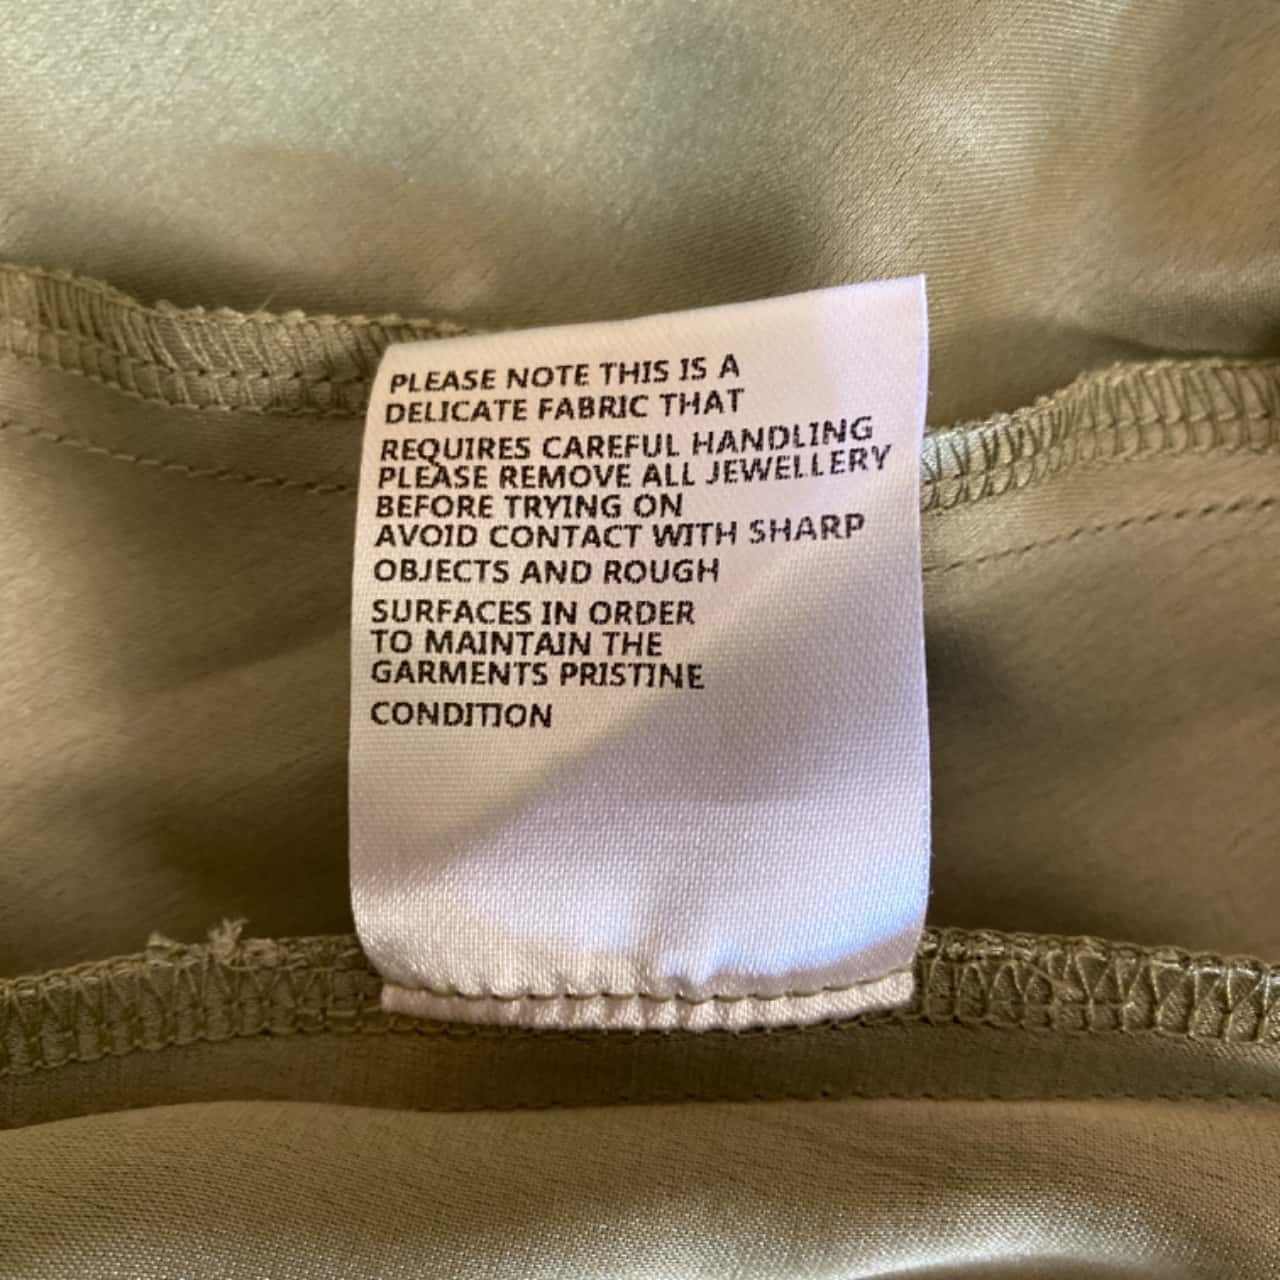 PLEASE NOTE THIS IS A
DELICATE FABRIC THAT
REQUIRES CAREFUL HANDLING
PLEASE REMOVE ALL JEWELLERY
BEFORE TRYING ON
AVOID CONTACT WITH SHARP
OBJECTS AND ROUGH
SURFACES IN ORDER
TO MAINTAIN THE
GARMENTS PRISTINE
CONDITION